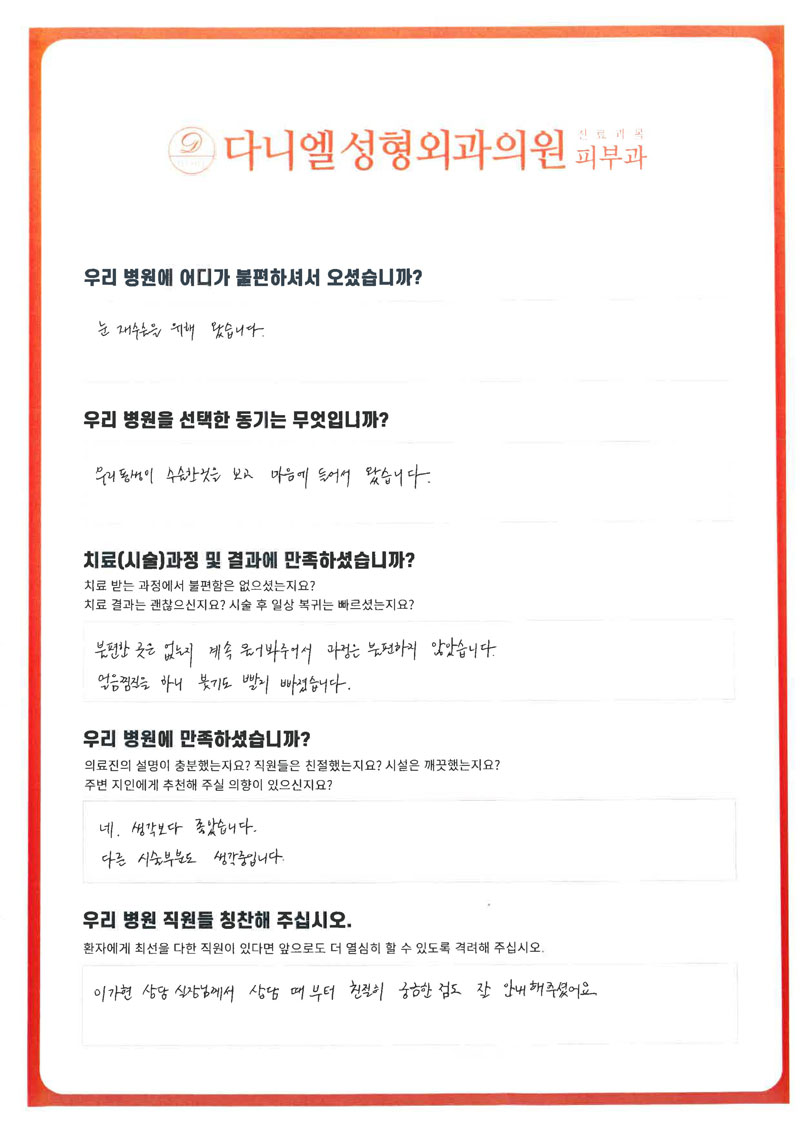 다니엘성형외과의원
진료과목
피부과
우리 병원에 어디가 불편하셔서 오셨습니까?
눈 재수술을 위해 왔습니다.
우리 병원을 선택한 동기는 무엇입니까?
우리동생이 수술한것을 보고 마음에 들어서 왔습니다.
치료(시술)과정 및 결과에 만족하셨습니까?
치료 받는 과정에서 불편함은 없으셨는지요?
치료 결과는 괜찮으신지요? 시술 후 일상 복귀는 빠르셨는지요?
불편한 곳은 없는지 계속 물어봐주어서 과정은 불편하지 않았습니다.
얼음찜질을 하니 붓기도 빨리 빠졌습니다.
우리 병원에 만족하셨습니까?
의료진의 설명이 충분했는지요? 직원들은 친절했는지요? 시설은 깨끗했는지요?
주변 지인에게 추천해 주실 의향이 있으신지요?
네. 생각보다 좋았습니다.
다른 시술부분도 생각중입니다.
우리 병원 직원들 칭찬해 주십시오.
환자에게 최선을 다한 직원이 있다면 앞으로도 더 열심히 할 수 있도록 격려해 주십시오.
이가현 상담 실장님에서 상담 때부터 친절히 궁금한 점도 잘 안내해주셨어요.